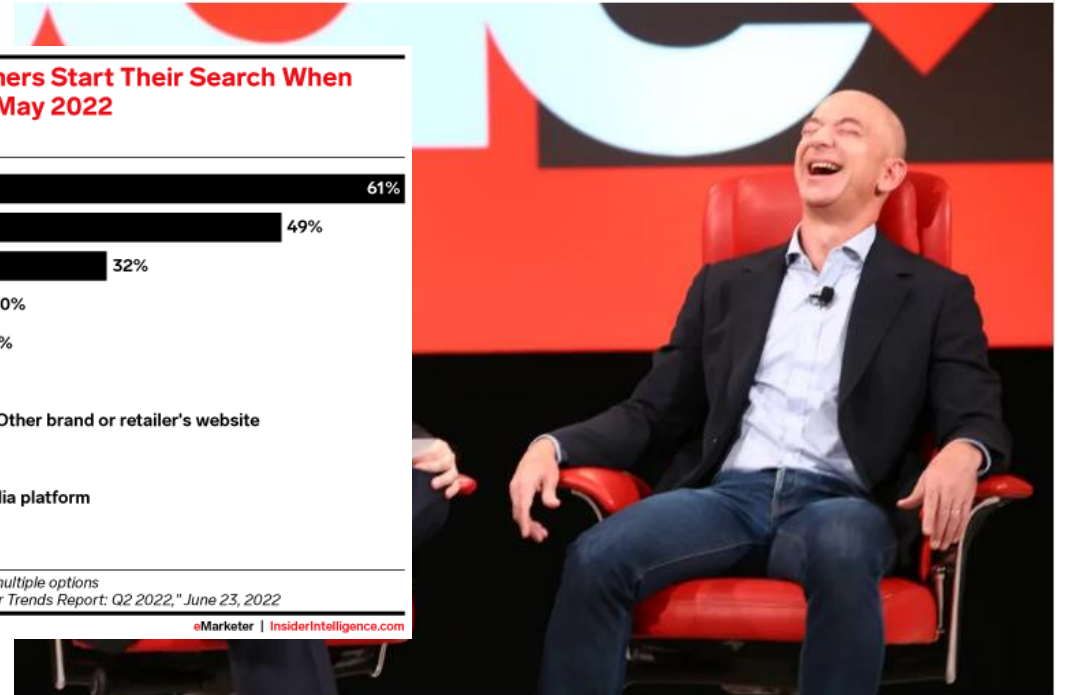 ners Start Their Search When
May 2022
61%
49%
32%
0%
%
Other brand or retailer's website
lia platform
multiple options
r Trends Report: Q2 2022," June 23, 2022
eMarketer | InsiderIntelligence.com